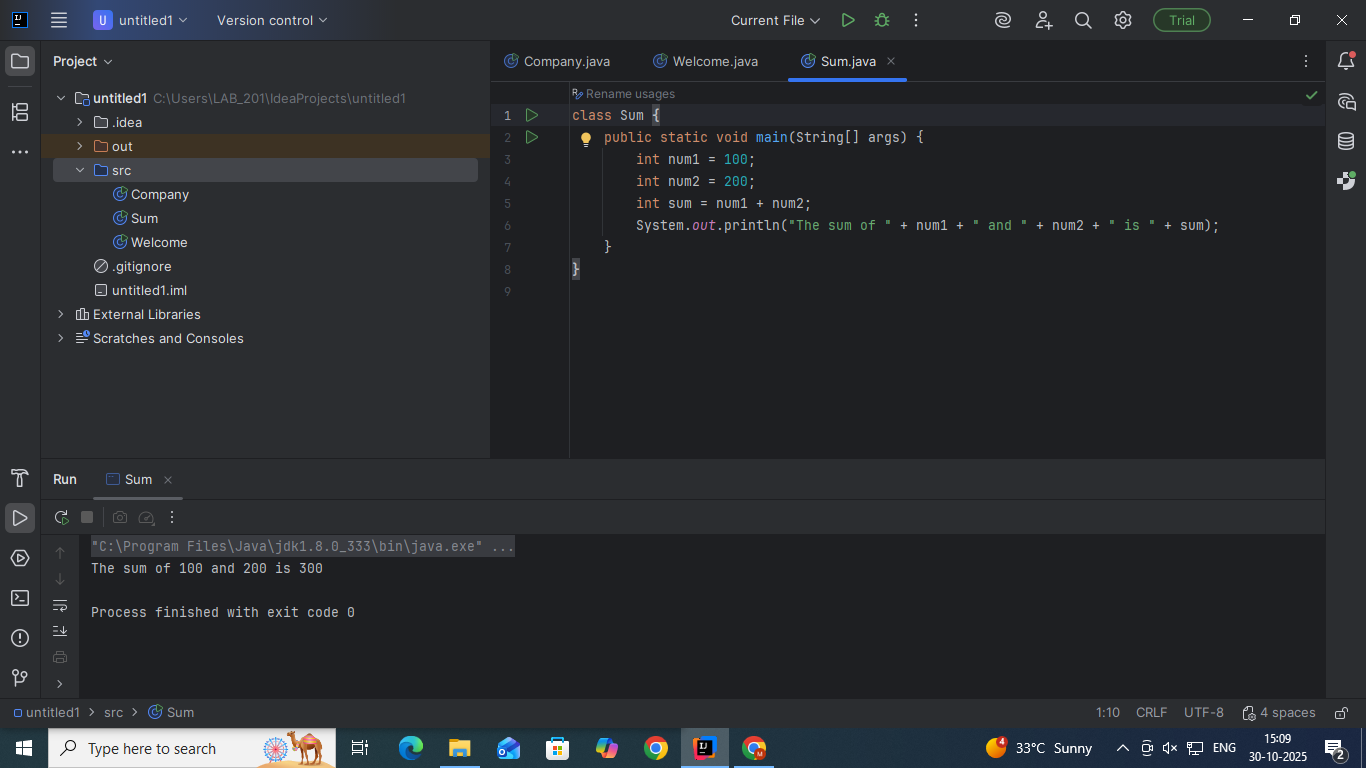 U untitled1 Version control Current File Trial
Project
Company.java Welcome.java Sum.java
untitled1 C:\Users\LAB_201\IdeaProjects\untitled1
.idea
out
src
Company
Sum
Welcome
.gitignore
untitled1.iml
External Libraries
Scratches and Consoles
Rename usages
1 class Sum {
2 public static void main(String[] args) {
3 int num1 = 100;
4 int num2 = 200;
5 int sum = num1 + num2;
6 System.out.println("The sum of " + num1 + " and " + num2 + " is " + sum);
7 }
8 }
9
Run Sum
"C:\Program Files\Java\jdk1.8.0_333\bin\java.exe" ...
The sum of 100 and 200 is 300
Process finished with exit code 0
untitled1 > src > Sum 1:10 CRLF UTF-8 4 spaces
Type here to search 4 33°C Sunny ENG 15:09
30-10-2025 2